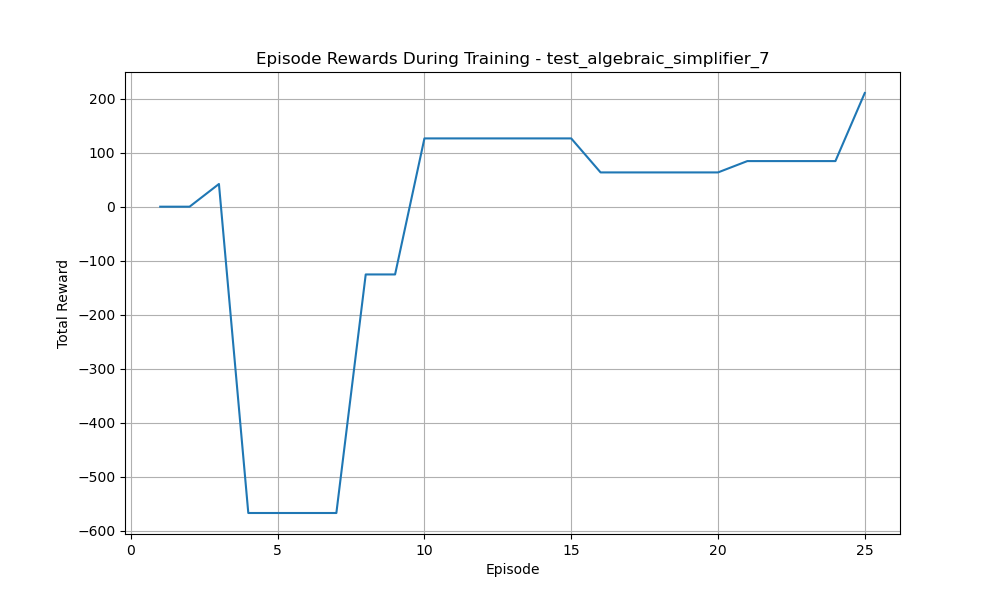 Episode Rewards During Training - test_algebraic_simplifier_7
200
100
0
−100
−200
−300
−400
−500
−600
Total Reward
0 5 10 15 20 25
Episode